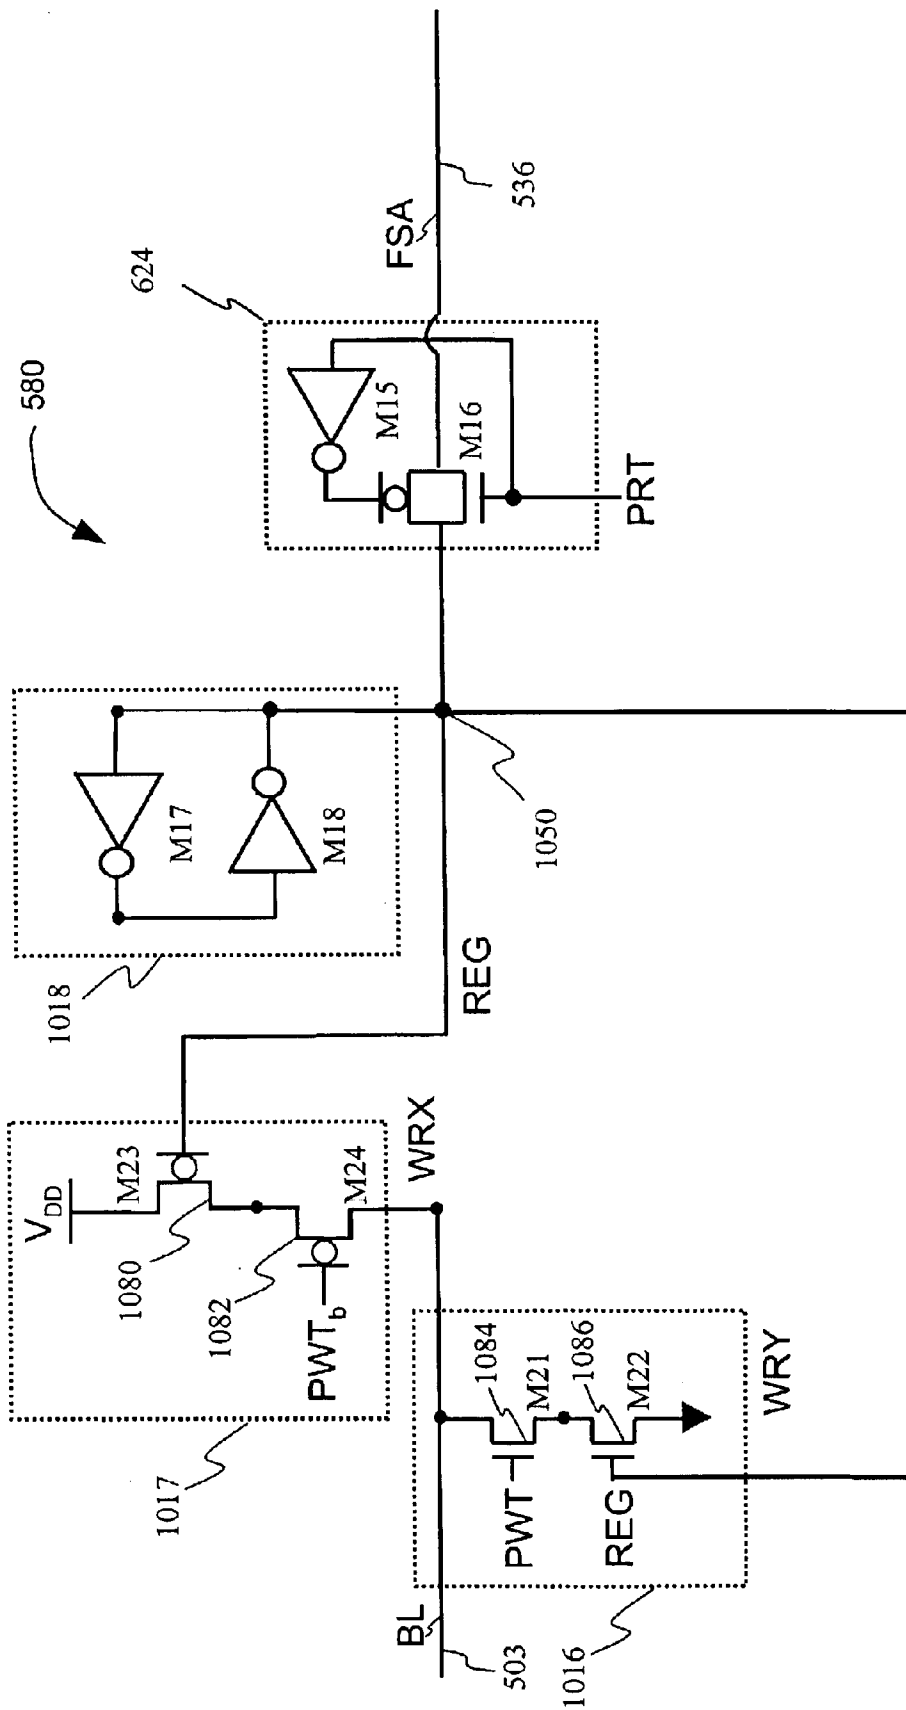 580
624
M15
M16
PRT
FSA
536
1018
M17
M18
1050
REG
V_DD
M23
1080
1082
M24
PWT_b
WRX
1017
1084
M21
1086
M22
PWT
REG
WRY
BL
503
1016